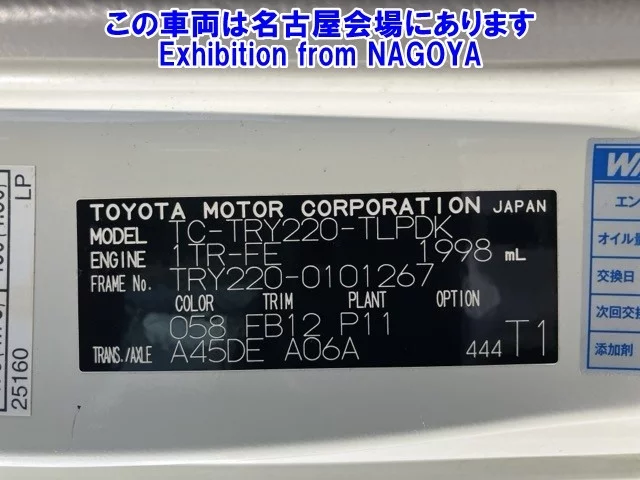 この車両は名古屋会場にあります
Exhibition from NAGOYA
LP
25160
TOYOTA MOTOR CORPORATION JAPAN
MODEL TC-TRY220-TLPDK
ENGINE 1TR-FE 1998 mL
FRAME No. TRY220-0101267
COLOR TRIM PLANT OPTION
058 FB12 P11
TRANS./AXLE A45DE A06A 444 T1
エン
オイル量
交換日
次回交換
添加剤